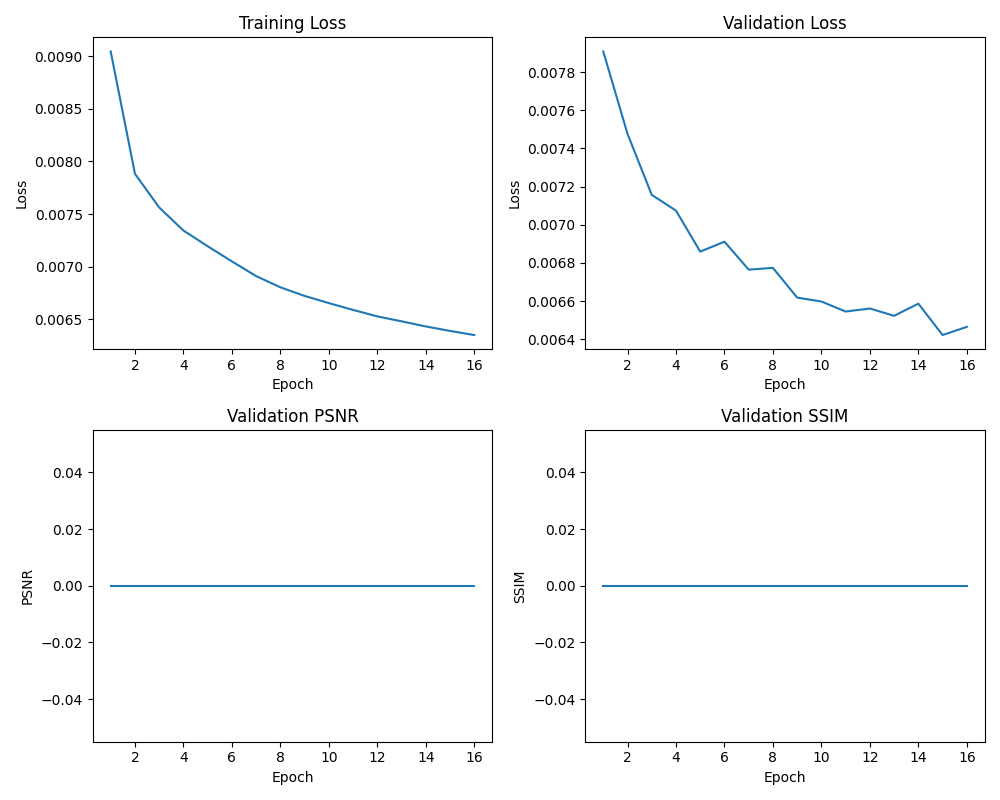 Training Loss
Validation Loss
0.0090
0.0085
0.0080
0.0075
0.0070
0.0065
Loss
2 4 6 8 10 12 14 16
Epoch
0.0078
0.0076
0.0074
0.0072
0.0070
0.0068
0.0066
0.0064
Loss
2 4 6 8 10 12 14 16
Epoch
Validation PSNR
Validation SSIM
0.04
0.02
0.00
−0.02
−0.04
PSNR
2 4 6 8 10 12 14 16
Epoch
0.04
0.02
0.00
−0.02
−0.04
SSIM
2 4 6 8 10 12 14 16
Epoch